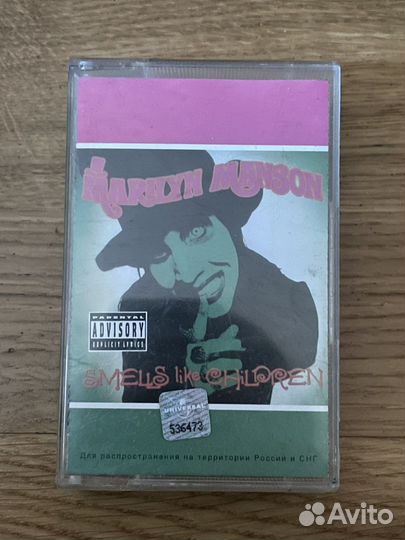 MARILYN MANSON
PARENTAL
ADVISORY
EXPLICIT LYRICS
SMELLS like CHILDREN
UNIVERSAL
536473
Для распространения на территории России и СНГ
Avito